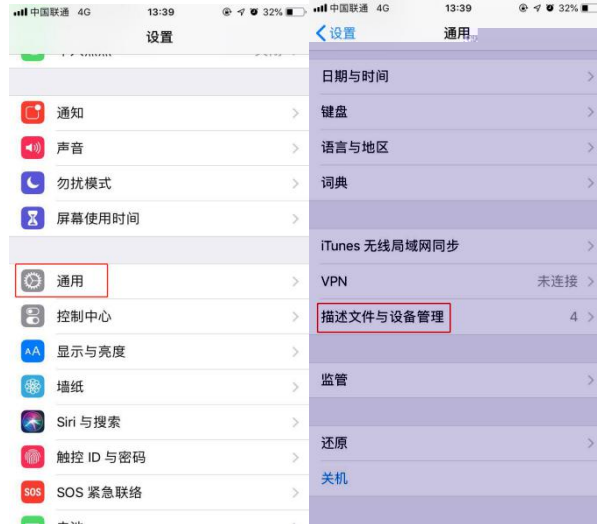 中国联通 4G 13:39 32%
设置
通知
声音
勿扰模式
屏幕使用时间
通用
控制中心
AA 显示与亮度
墙纸
Siri 与搜索
触控 ID 与密码
SOS SOS 紧急联络
中国联通 4G 13:39 32%
设置 通用
日期与时间
键盘
语言与地区
词典
iTunes 无线局域网同步
VPN 未连接
描述文件与设备管理 4
监管
还原
关机